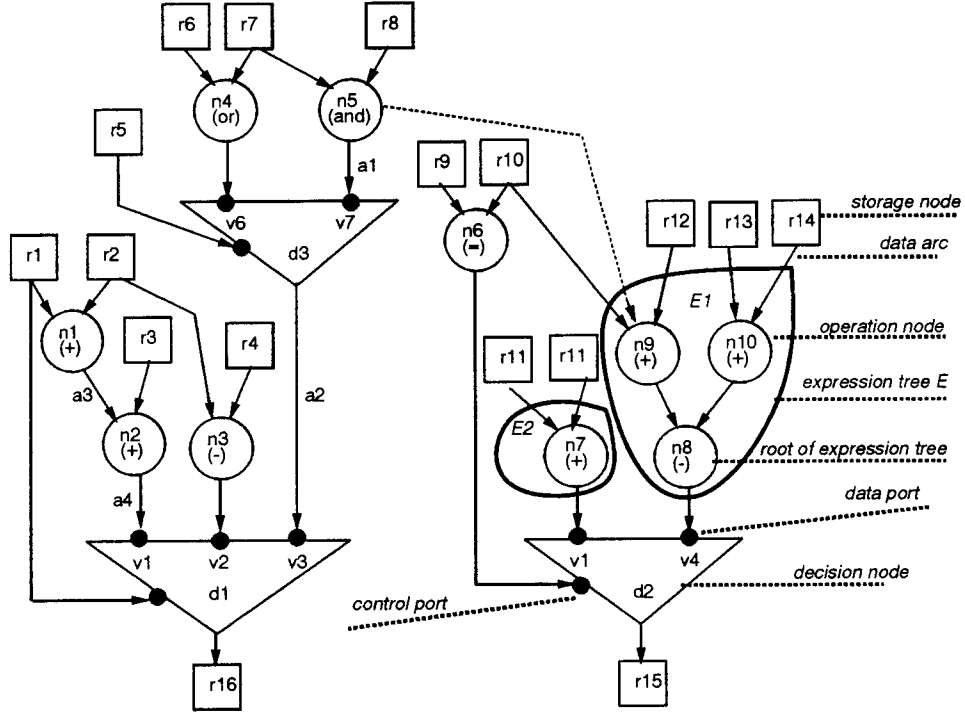 r6
r7
r8
n4
(or)
n5
(and)
r5
a1
r9
r10
v6
v7
d3
n6
(=)
r12
r13
r14
storage node
data arc
r1
r2
n1
(+)
r3
r4
a3
a2
n2
(+)
n3
(-)
a4
r11
r11
E1
n9
(+)
n10
(+)
operation node
expression tree E
E2
n7
(+)
n8
(-)
root of expression tree
data port
v1
v2
v3
d1
v1
v4
d2
decision node
control port
r16
r15